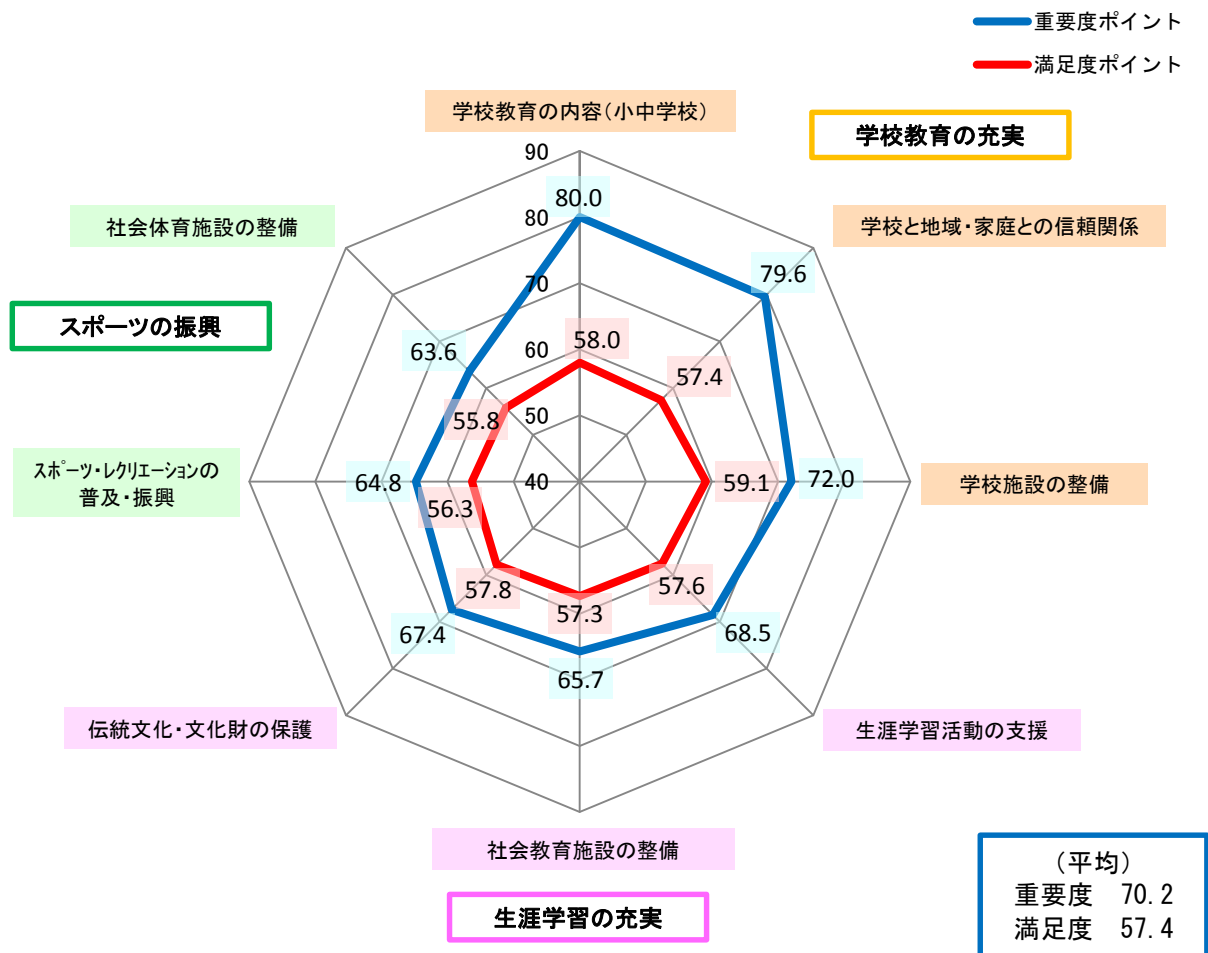 重要度ポイント
満足度ポイント
学校教育の内容(小中学校)
学校教育の充実
90
80.0
80
社会体育施設の整備
学校と地域・家庭との信頼関係
79.6
70
スポーツの振興
63.6
60
58.0
57.4
50
55.8
スポーツ・レクリエーションの
普及・振興
64.8
56.3
40
59.1
72.0
学校施設の整備
57.8
57.3
57.6
67.4
65.7
68.5
伝統文化・文化財の保護
生涯学習活動の支援
社会教育施設の整備
生涯学習の充実
(平均)
重要度 70.2
満足度 57.4